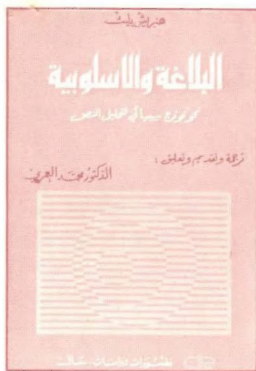 هنريش بليث
البلاغة والأسلوبية
نحو نموذج سيميائي لتحليل النص
ترجمة وتقديم وتعليق :
الدكتور محمد العمري
منشورات دراسات سال